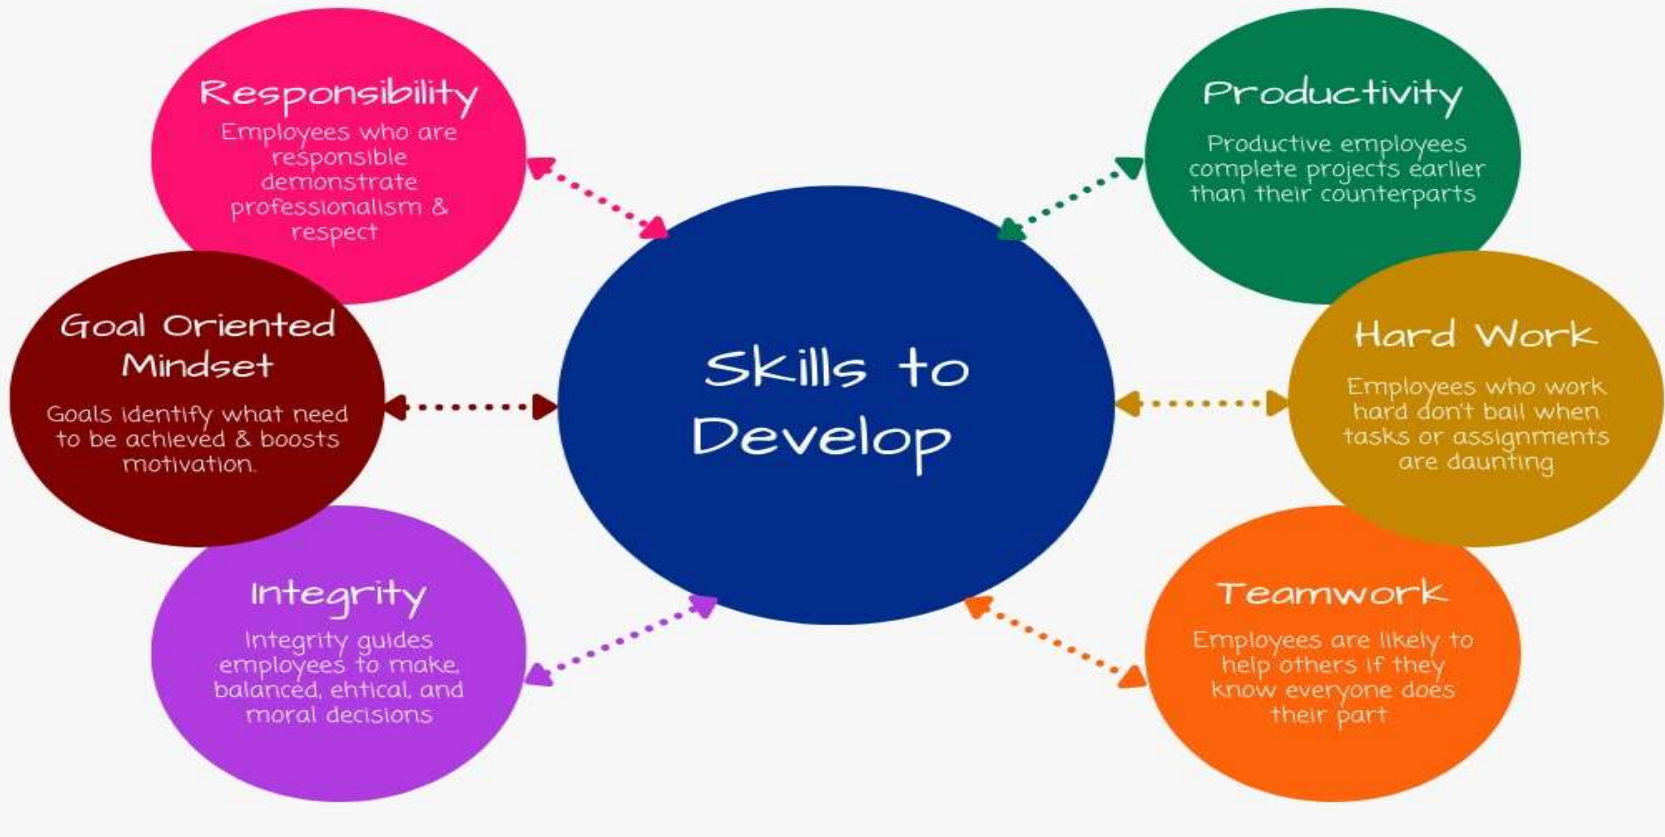 Responsibility
Employees who are
responsible
demonstrate
professionalism &
respect
Goal Oriented
Mindset
Goals identify what need
to be achieved & boosts
motivation.
Integrity
Integrity guides
employees to make,
balanced, ehtical, and
moral decisions
Skills to
Develop
Productivity
Productive employees
complete projects earlier
than their counterparts
Hard Work
Employees who work
hard don't bail when
tasks or assignments
are daunting
Teamwork
Employees are likely to
help others if they
know everyone does
their part